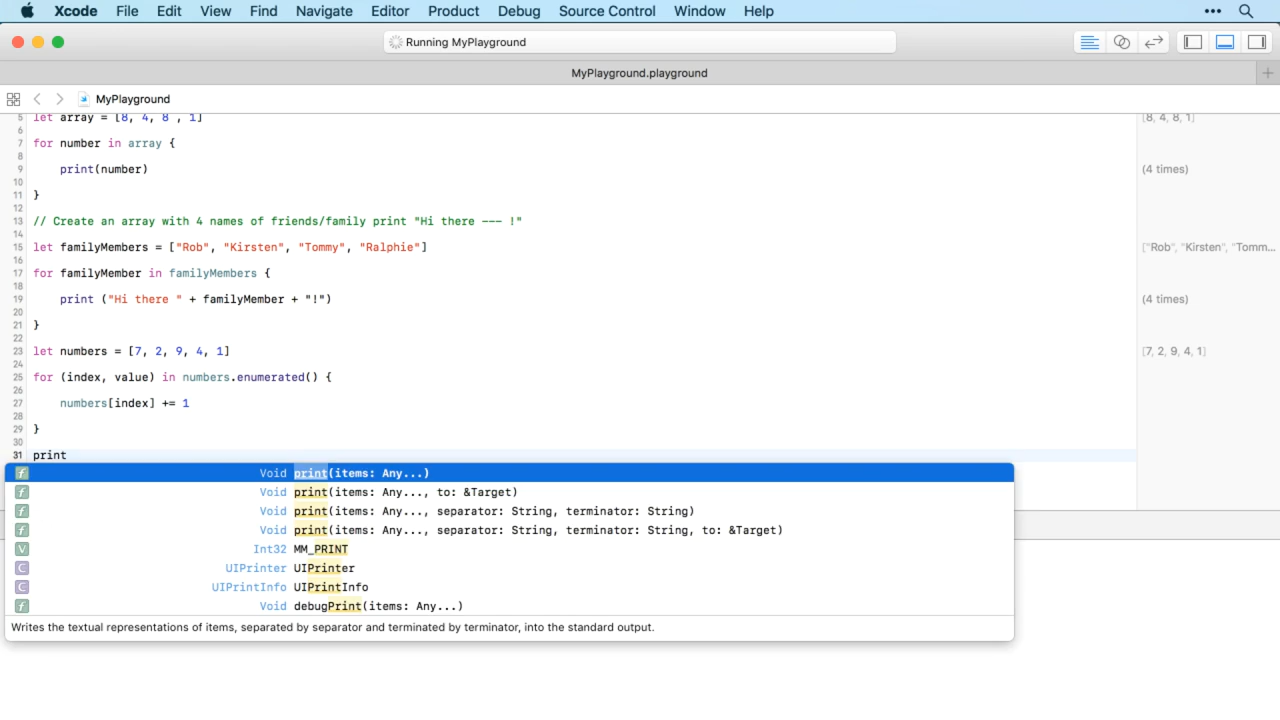 Xcode File Edit View Find Navigate Editor Product Debug Source Control Window Help •••
Running MyPlayground
MyPlayground.playground
MyPlayground
5 let array = [8, 4, 8 , 1] [8, 4, 8, 1]
6
7 for number in array {
8
9 print(number) (4 times)
10
11 }
12
13 // Create an array with 4 names of friends/family print "Hi there --- !"
14
15 let familyMembers = ["Rob", "Kirsten", "Tommy", "Ralphie"] ["Rob", "Kirsten", "Tomm...
16
17 for familyMember in familyMembers {
18
19 print ("Hi there " + familyMember + "!") (4 times)
20
21 }
22
23 let numbers = [7, 2, 9, 4, 1] [7, 2, 9, 4, 1]
24
25 for (index, value) in numbers.enumerated() {
26
27 numbers[index] += 1
28
29 }
30
31 print
f Void print(items: Any...)
f Void print(items: Any..., to: &Target)
f Void print(items: Any..., separator: String, terminator: String)
f Void print(items: Any..., separator: String, terminator: String, to: &Target)
V Int32 MM_PRINT
C UIPrinter UIPrinter
C UIPrintInfo UIPrintInfo
f Void debugPrint(items: Any...)
Writes the textual representations of items, separated by separator and terminated by terminator, into the standard output.